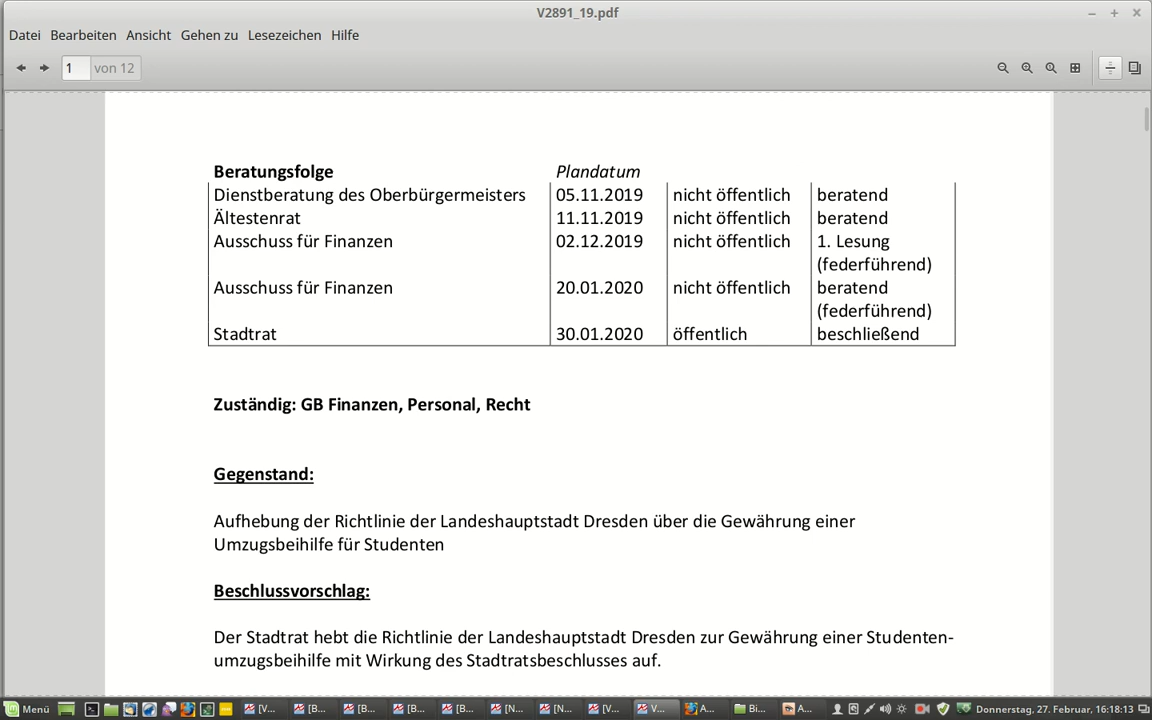 V2891_19.pdf
Datei Bearbeiten Ansicht Gehen zu Lesezeichen Hilfe
1 von 12
Beratungsfolge Plandatum
Dienstberatung des Oberbürgermeisters 05.11.2019 nicht öffentlich beratend
Ältestenrat 11.11.2019 nicht öffentlich beratend
Ausschuss für Finanzen 02.12.2019 nicht öffentlich 1. Lesung
(federführend)
Ausschuss für Finanzen 20.01.2020 nicht öffentlich beratend
(federführend)
Stadtrat 30.01.2020 öffentlich beschließend
Zuständig: GB Finanzen, Personal, Recht
Gegenstand:
Aufhebung der Richtlinie der Landeshauptstadt Dresden über die Gewährung einer
Umzugsbeihilfe für Studenten
Beschlussvorschlag:
Der Stadtrat hebt die Richtlinie der Landeshauptstadt Dresden zur Gewährung einer Studenten-
umzugsbeihilfe mit Wirkung des Stadtratsbeschlusses auf.
Menü [V... [B... [B... [B... [B... [N... [N... [V... V... A... Bi... A... Donnerstag, 27. Februar, 16:18:13